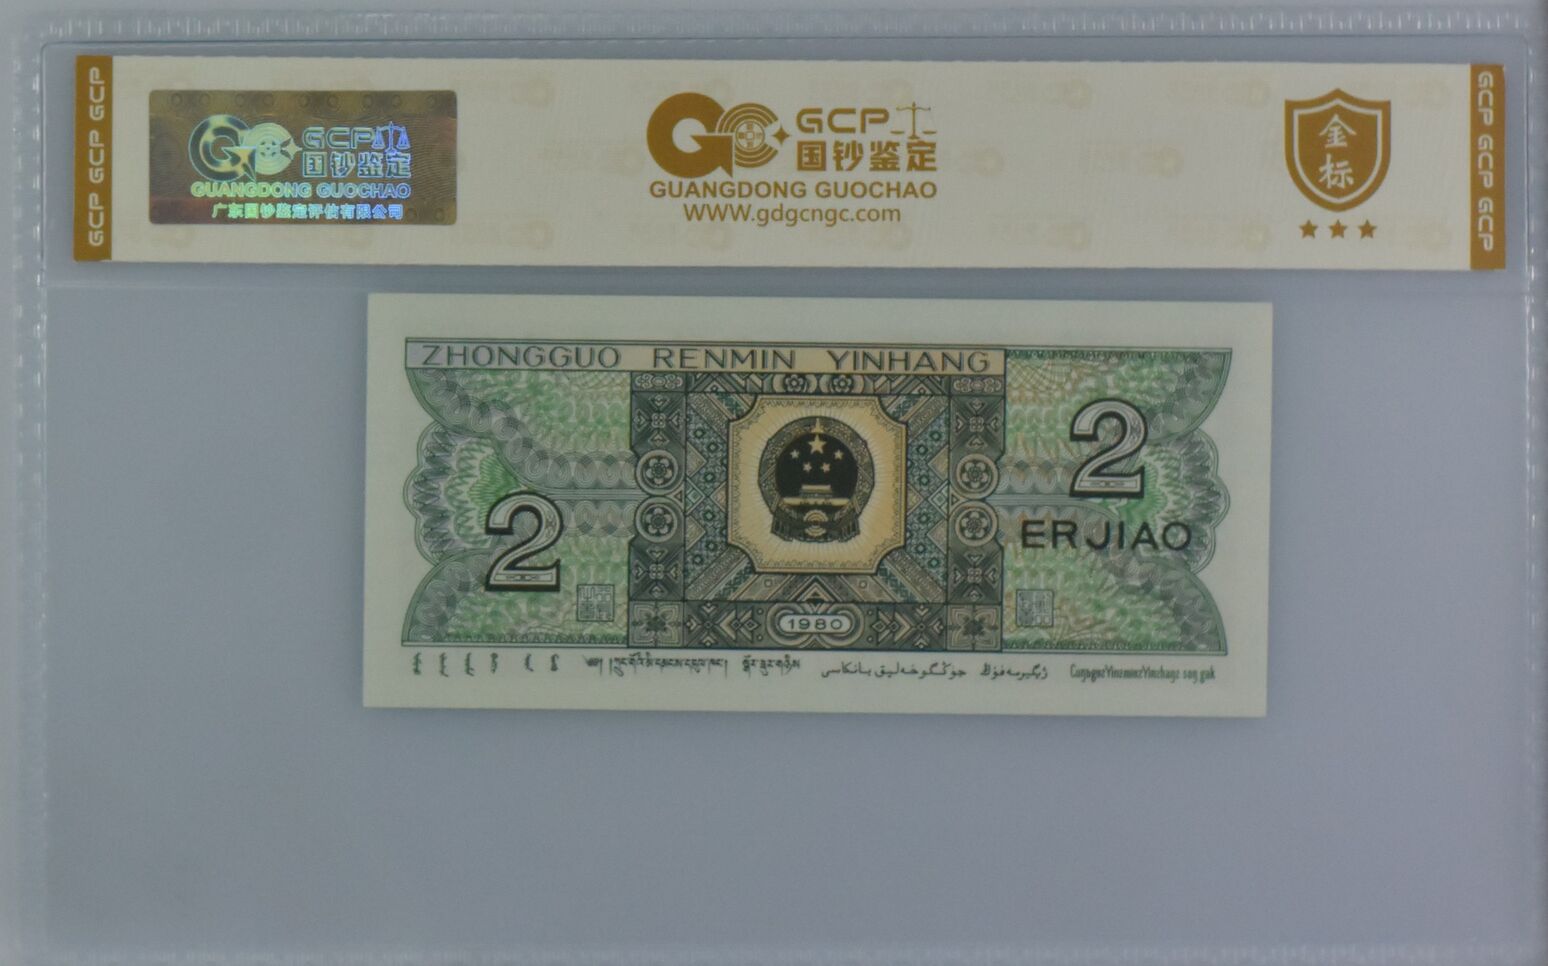 GCP GCP GCP
GCP
国钞鉴定
GUANGDONG GUOCHAO
广东国钞鉴定评估有限公司
GCP
国钞鉴定
GUANGDONG GUOCHAO
WWW.gdgcngc.com
金
标
GCP GCP GCP
ZHONGGUO RENMIN YINHANG
2
2
ERJIAO
1980
جۇڭگوخەلىق بانكاسى